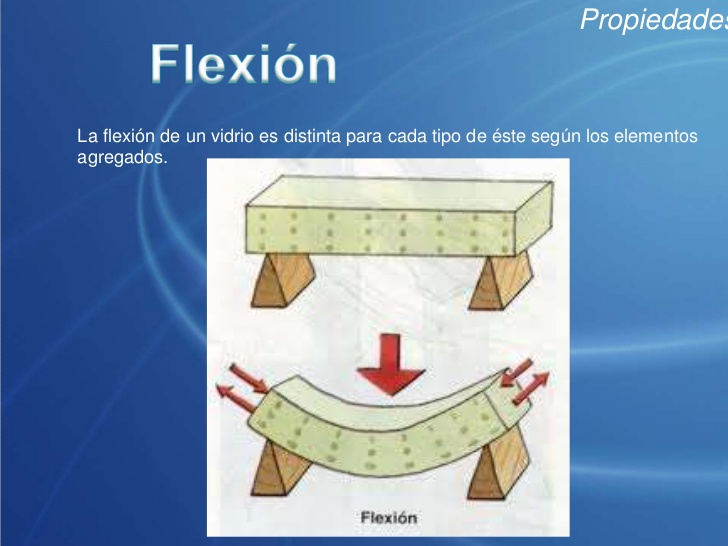 Propiedades
Flexión
La flexión de un vidrio es distinta para cada tipo de éste según los elementos
agregados.
Flexión